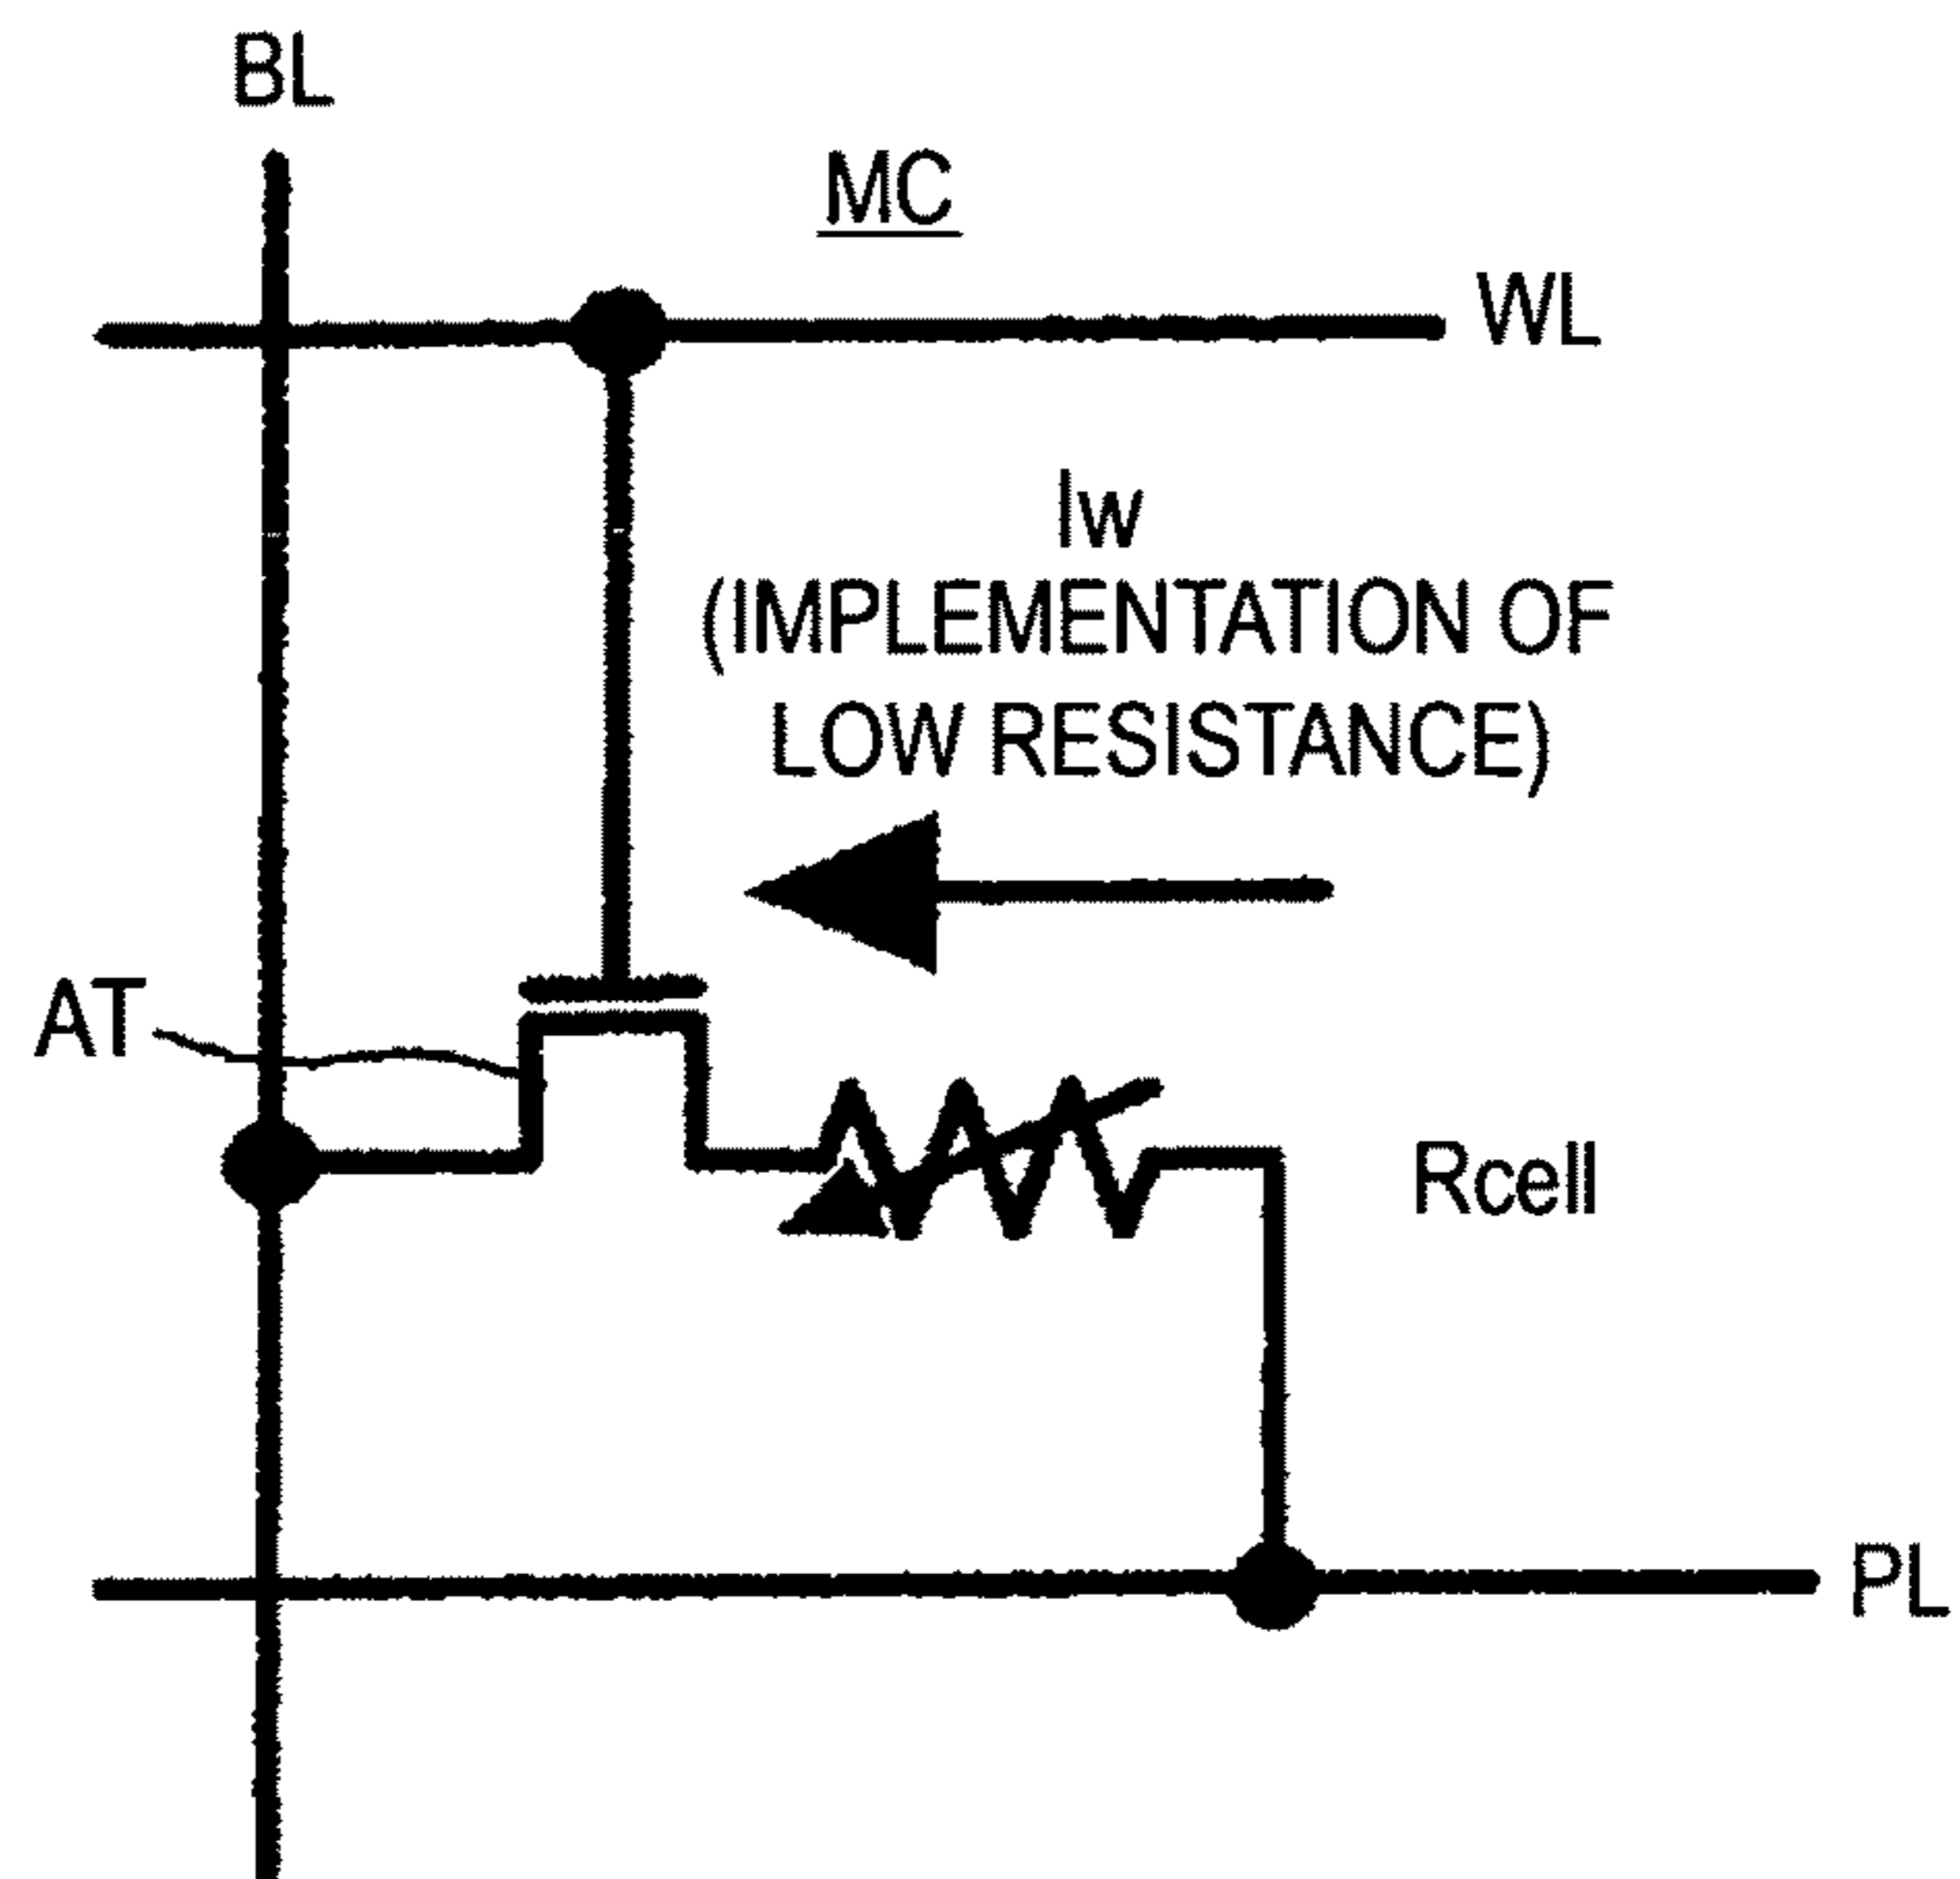 BL
MC
WL
Iw
(IMPLEMENTATION OF
LOW RESISTANCE)
AT
Rcell
PL